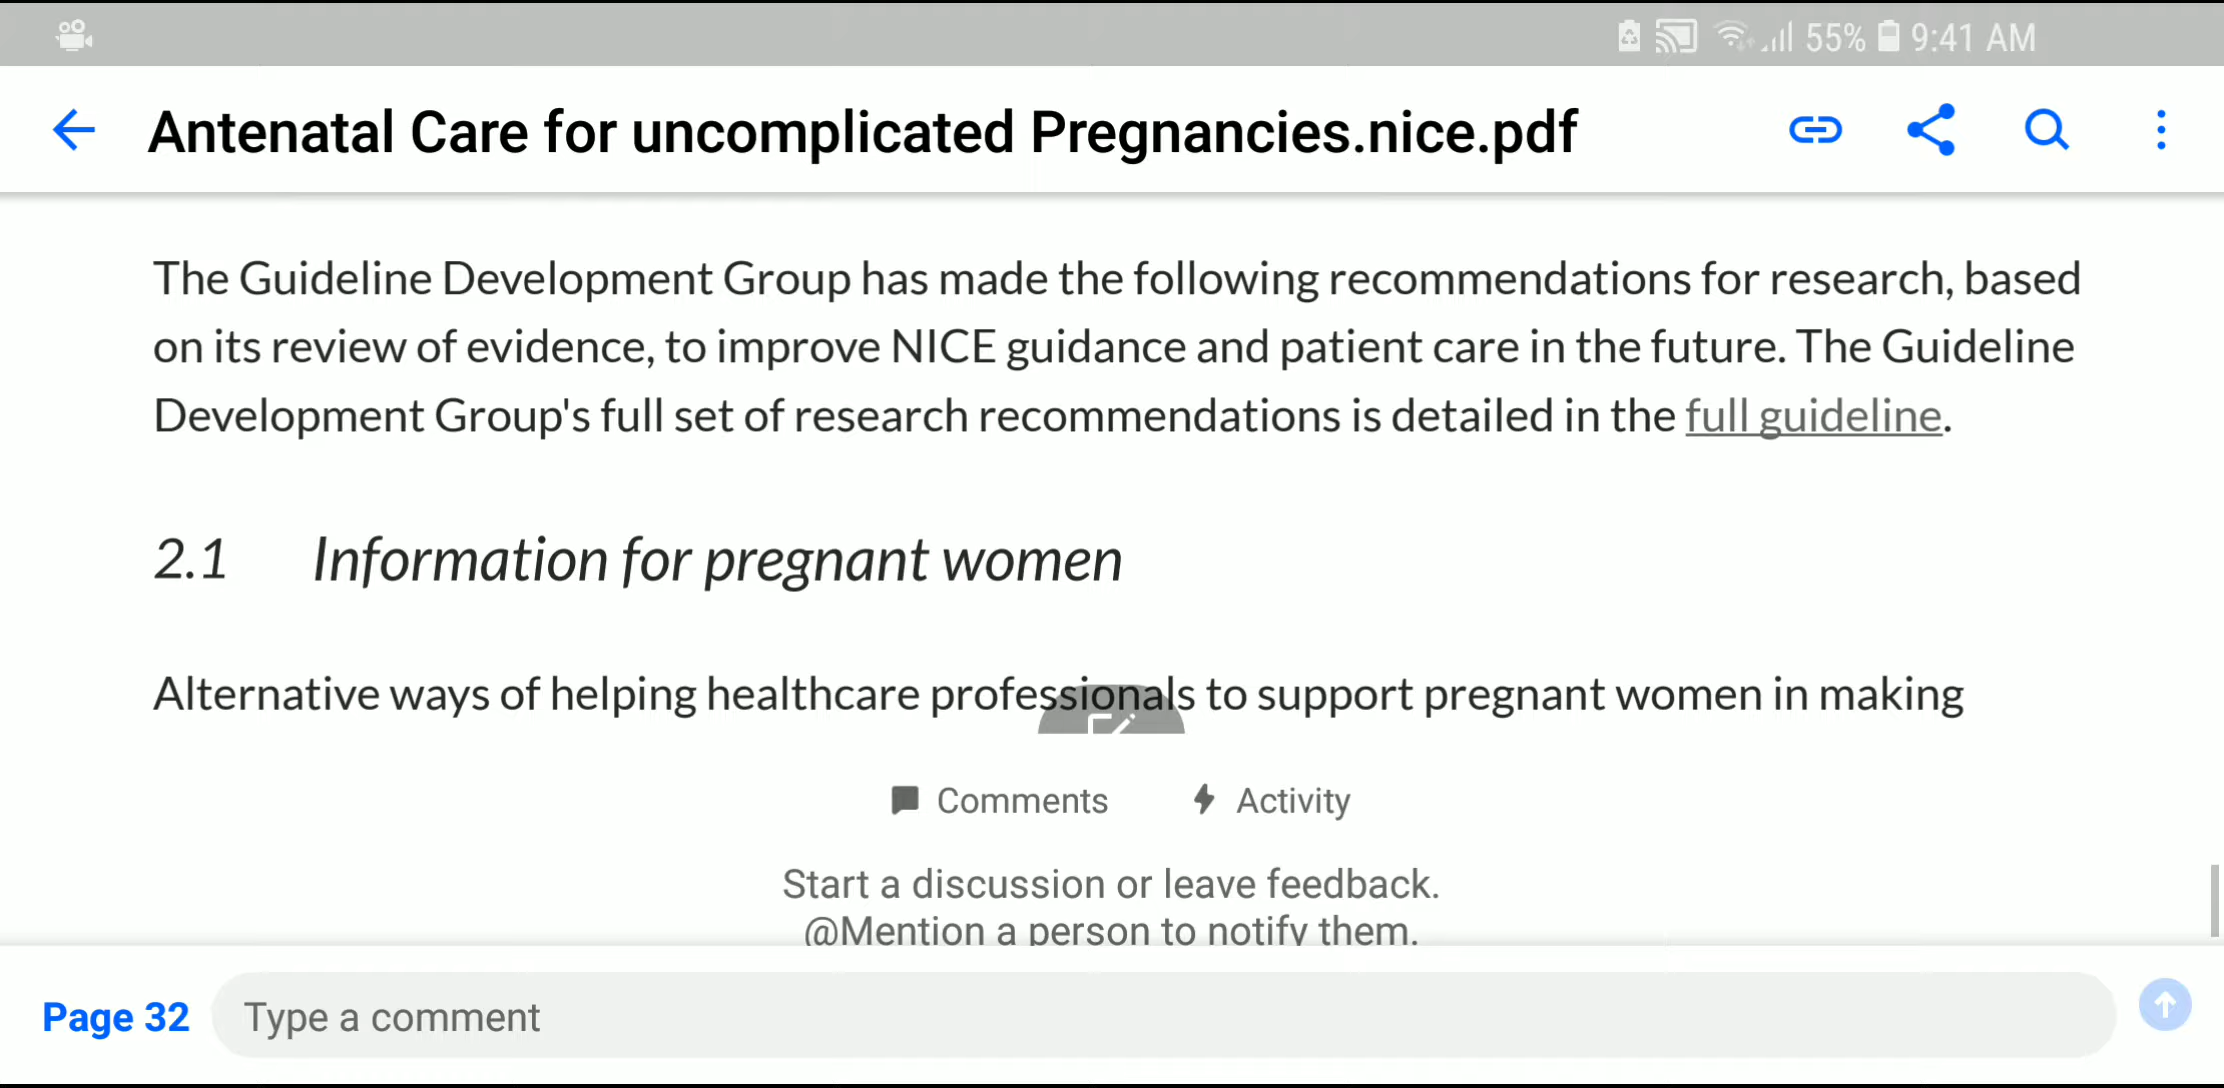 55% 9:41 AM
Antenatal Care for uncomplicated Pregnancies.nice.pdf
The Guideline Development Group has made the following recommendations for research, based
on its review of evidence, to improve NICE guidance and patient care in the future. The Guideline
Development Group's full set of research recommendations is detailed in the full guideline.
2.1 Information for pregnant women
Alternative ways of helping healthcare professionals to support pregnant women in making
Comments Activity
Start a discussion or leave feedback.
@Mention a person to notify them.
Page 32 Type a comment